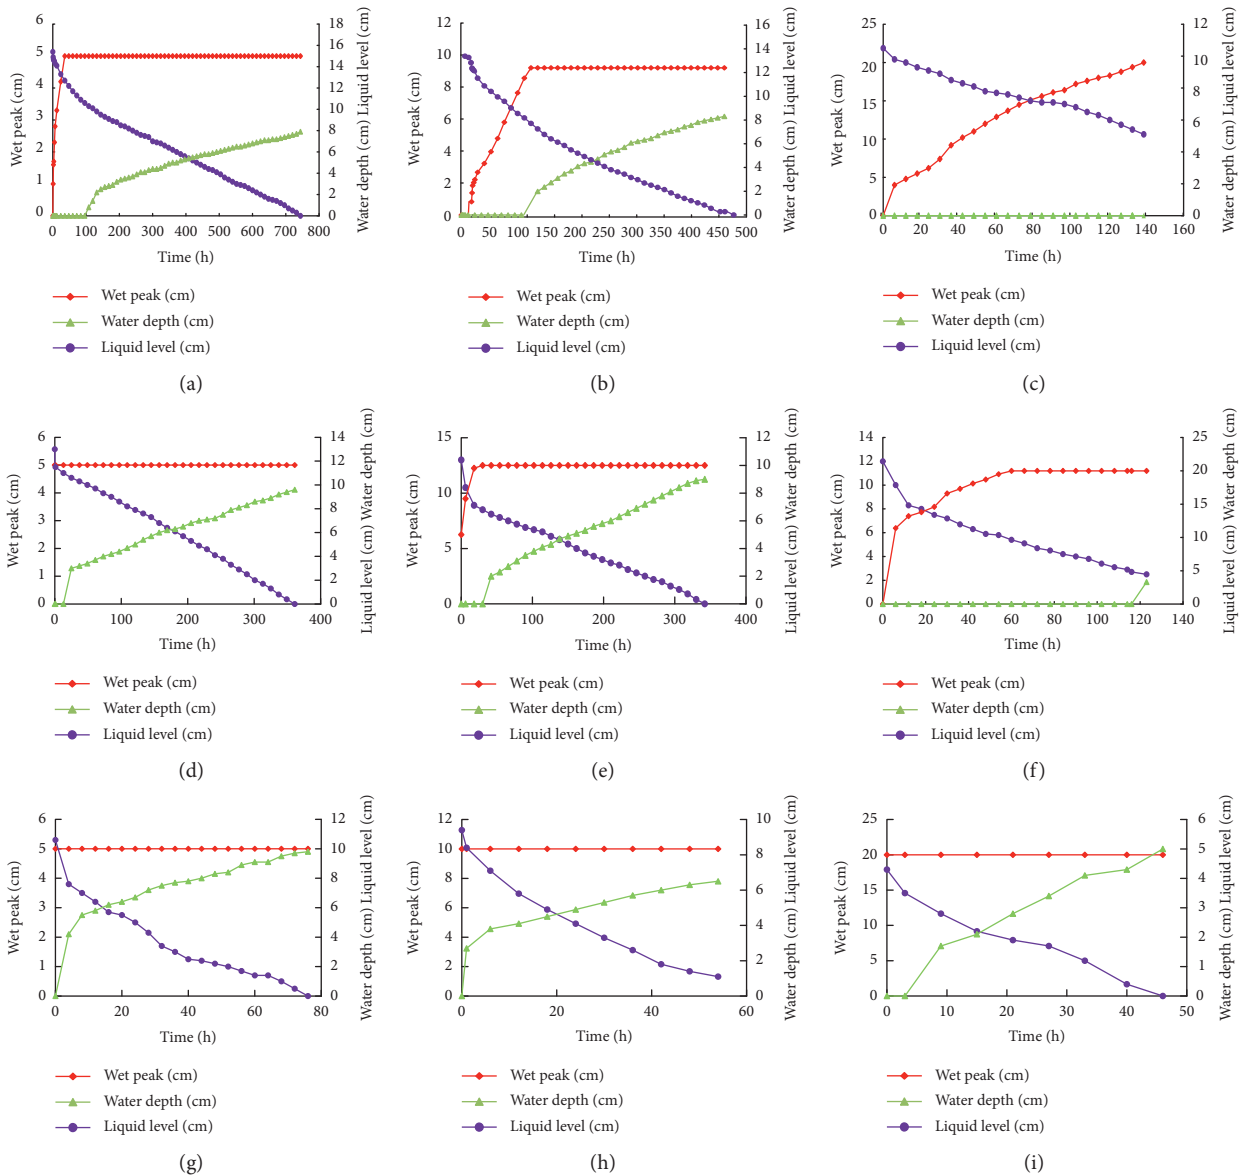 6 5 4 3 2 1 0
Wet peak (cm)
18 16 14 12 10 8 6 4 2 0
Water depth (cm) Liquid level (cm)
0 100 200 300 400 500 600 700 800
Time (h)
Wet peak (cm)
Water depth (cm)
Liquid level (cm)
(a)
12 10 8 6 4 2 0
Wet peak (cm)
16 14 12 10 8 6 4 2 0
Water depth (cm) Liquid level (cm)
0 50 100 150 200 250 300 350 400 450 500
Time (h)
Wet peak (cm)
Water depth (cm)
Liquid level (cm)
(b)
25 20 15 10 5 0
Wet peak (cm)
12 10 8 6 4 2 0
Water depth (cm) Liquid level (cm)
0 20 40 60 80 100 120 140 160
Time (h)
Wet peak (cm)
Water depth (cm)
Liquid level (cm)
(c)
6 5 4 3 2 1 0
Wet peak (cm)
14 12 10 8 6 4 2 0
Liquid level (cm) Water depth (cm)
0 100 200 300 400
Time (h)
Wet peak (cm)
Water depth (cm)
Liquid level (cm)
(d)
15 10 5 0
Wet peak (cm)
12 10 8 6 4 2 0
Liquid level (cm) Water depth (cm)
0 100 200 300 400
Time (h)
Wet peak (cm)
Water depth (cm)
Liquid level (cm)
(e)
14 12 10 8 6 4 2 0
Wet peak (cm)
25 20 15 10 5 0
Liquid level (cm) Water depth (cm)
0 20 40 60 80 100 120 140
Time (h)
Wet peak (cm)
Water depth (cm)
Liquid level (cm)
(f)
6 5 4 3 2 1 0
Wet peak (cm)
12 10 8 6 4 2 0
Water depth (cm) Liquid level (cm)
0 20 40 60 80
Time (h)
Wet peak (cm)
Water depth (cm)
Liquid level (cm)
(g)
12 10 8 6 4 2 0
Wet peak (cm)
10 8 6 4 2 0
Water depth (cm) Liquid level (cm)
0 20 40 60
Time (h)
Wet peak (cm)
Water depth (cm)
Liquid level (cm)
(h)
25 20 15 10 5 0
Wet peak (cm)
6 5 4 3 2 1 0
Water depth (cm) Liquid level (cm)
0 10 20 30 40 50
Time (h)
Wet peak (cm)
Water depth (cm)
Liquid level (cm)
(i)